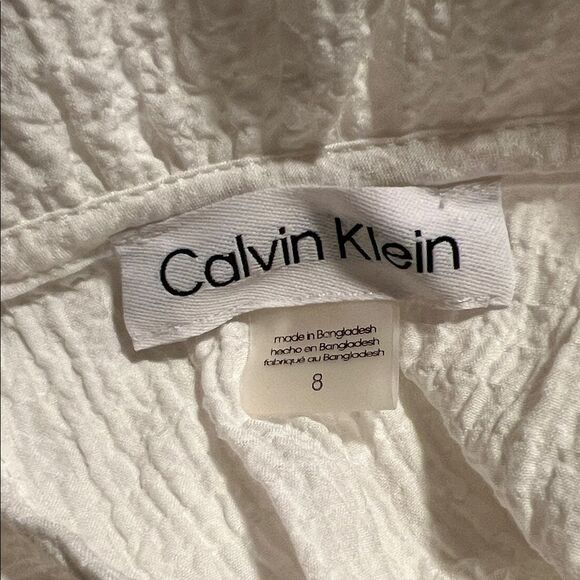 Calvin Klein
made in Bangladesh
hecho en Bangladesh
fabriqué au Bangladesh
8